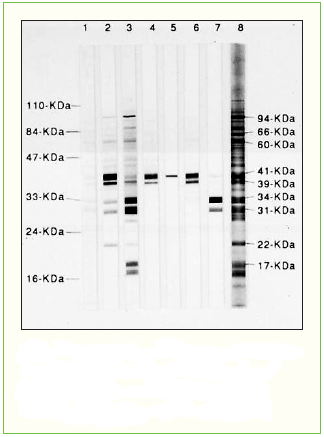 1 2 3 4 5 6 7 8
110-KDa
84-KDa
47-KDa
33-KDa
24-KDa
16-KDa
94-KDa
66-KDa
60-KDa
41-KDa
39-KDa
34-KDa
31-KDa
22-KDa
17-KDa